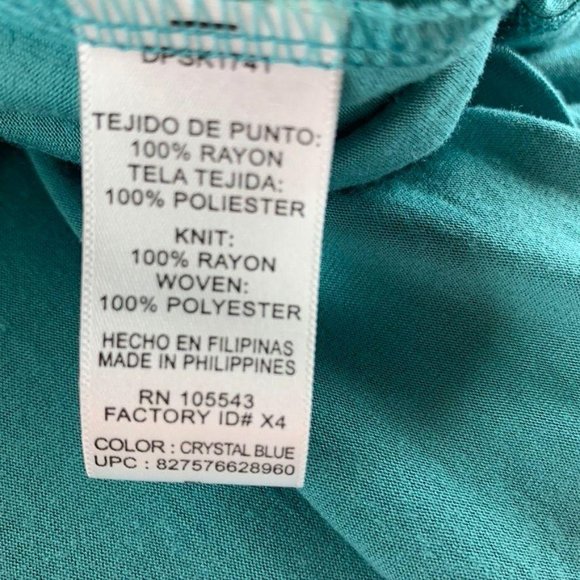 DPSK1741
TEJIDO DE PUNTO:
100% RAYON
TELA TEJIDA:
100% POLIESTER
KNIT:
100% RAYON
WOVEN:
100% POLYESTER
HECHO EN FILIPINAS
MADE IN PHILIPPINES
RN 105543
FACTORY ID# X4
COLOR : CRYSTAL BLUE
UPC : 827576628960